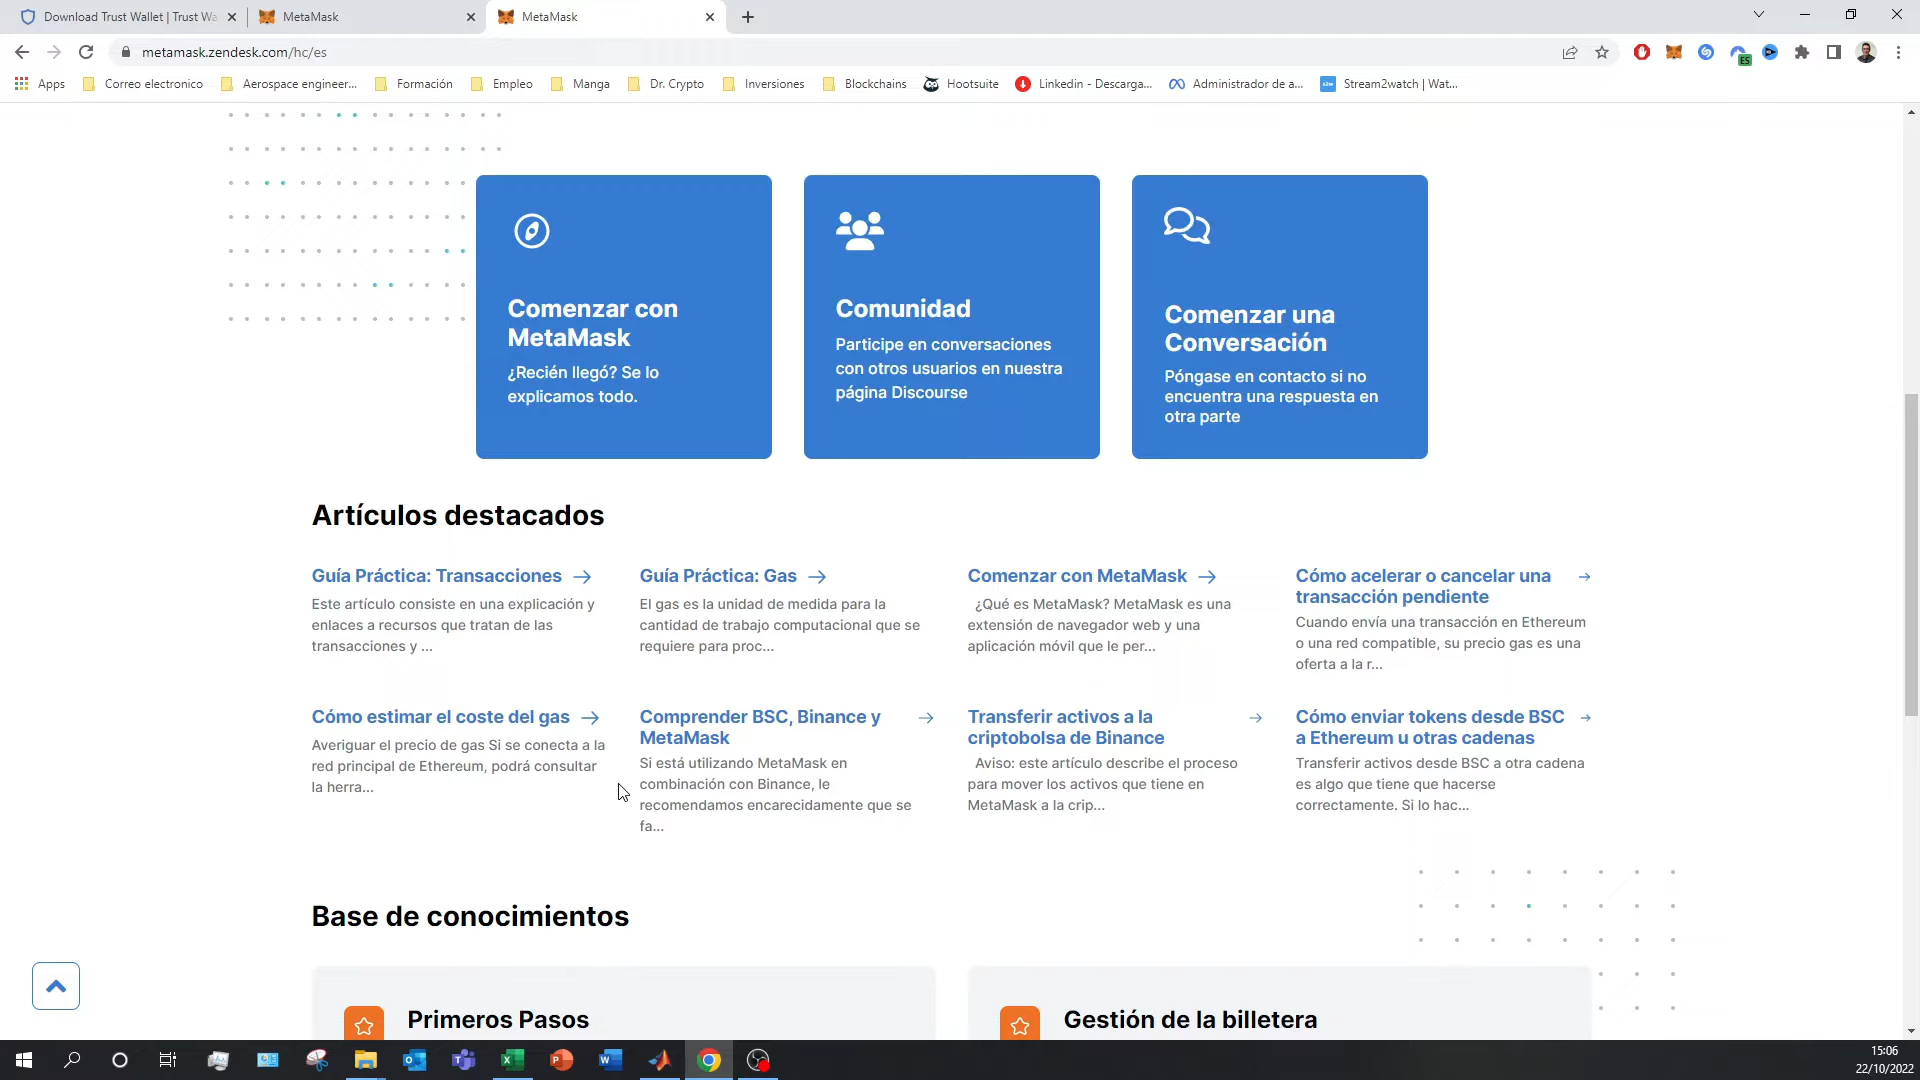 Download Trust Wallet | Trust Wa
MetaMask
MetaMask
metamask.zendesk.com/hc/es
Apps
Correo electronico
Aerospace engineer...
Formación
Empleo
Manga
Dr. Crypto
Inversiones
Blockchains
Hootsuite
Linkedin - Descarga...
Administrador de a...
Stream2watch | Wat...
ES
Comenzar con
MetaMask
¿Recién llegó? Se lo
explicamos todo.
Comunidad
Participe en conversaciones
con otros usuarios en nuestra
página Discourse
Comenzar una
Conversación
Póngase en contacto si no
encuentra una respuesta en
otra parte
Artículos destacados
Guía Práctica: Transacciones
Este artículo consiste en una explicación y
enlaces a recursos que tratan de las
transacciones y ...
Guía Práctica: Gas
El gas es la unidad de medida para la
cantidad de trabajo computacional que se
requiere para proc...
Comenzar con MetaMask
¿Qué es MetaMask? MetaMask es una
extensión de navegador web y una
aplicación móvil que le per...
Cómo acelerar o cancelar una
transacción pendiente
Cuando envía una transacción en Ethereum
o una red compatible, su precio gas es una
oferta a la r...
Cómo estimar el coste del gas
Averiguar el precio de gas Si se conecta a la
red principal de Ethereum, podrá consultar
la herra...
Comprender BSC, Binance y
MetaMask
Si está utilizando MetaMask en
combinación con Binance, le
recomendamos encarecidamente que se
fa...
Transferir activos a la
criptobolsa de Binance
Aviso: este artículo describe el proceso
para mover los activos que tiene en
MetaMask a la crip...
Cómo enviar tokens desde BSC
a Ethereum u otras cadenas
Transferir activos desde BSC a otra cadena
es algo que tiene que hacerse
correctamente. Si lo hac...
Base de conocimientos
Primeros Pasos
Gestión de la billetera
15:06
22/10/2022